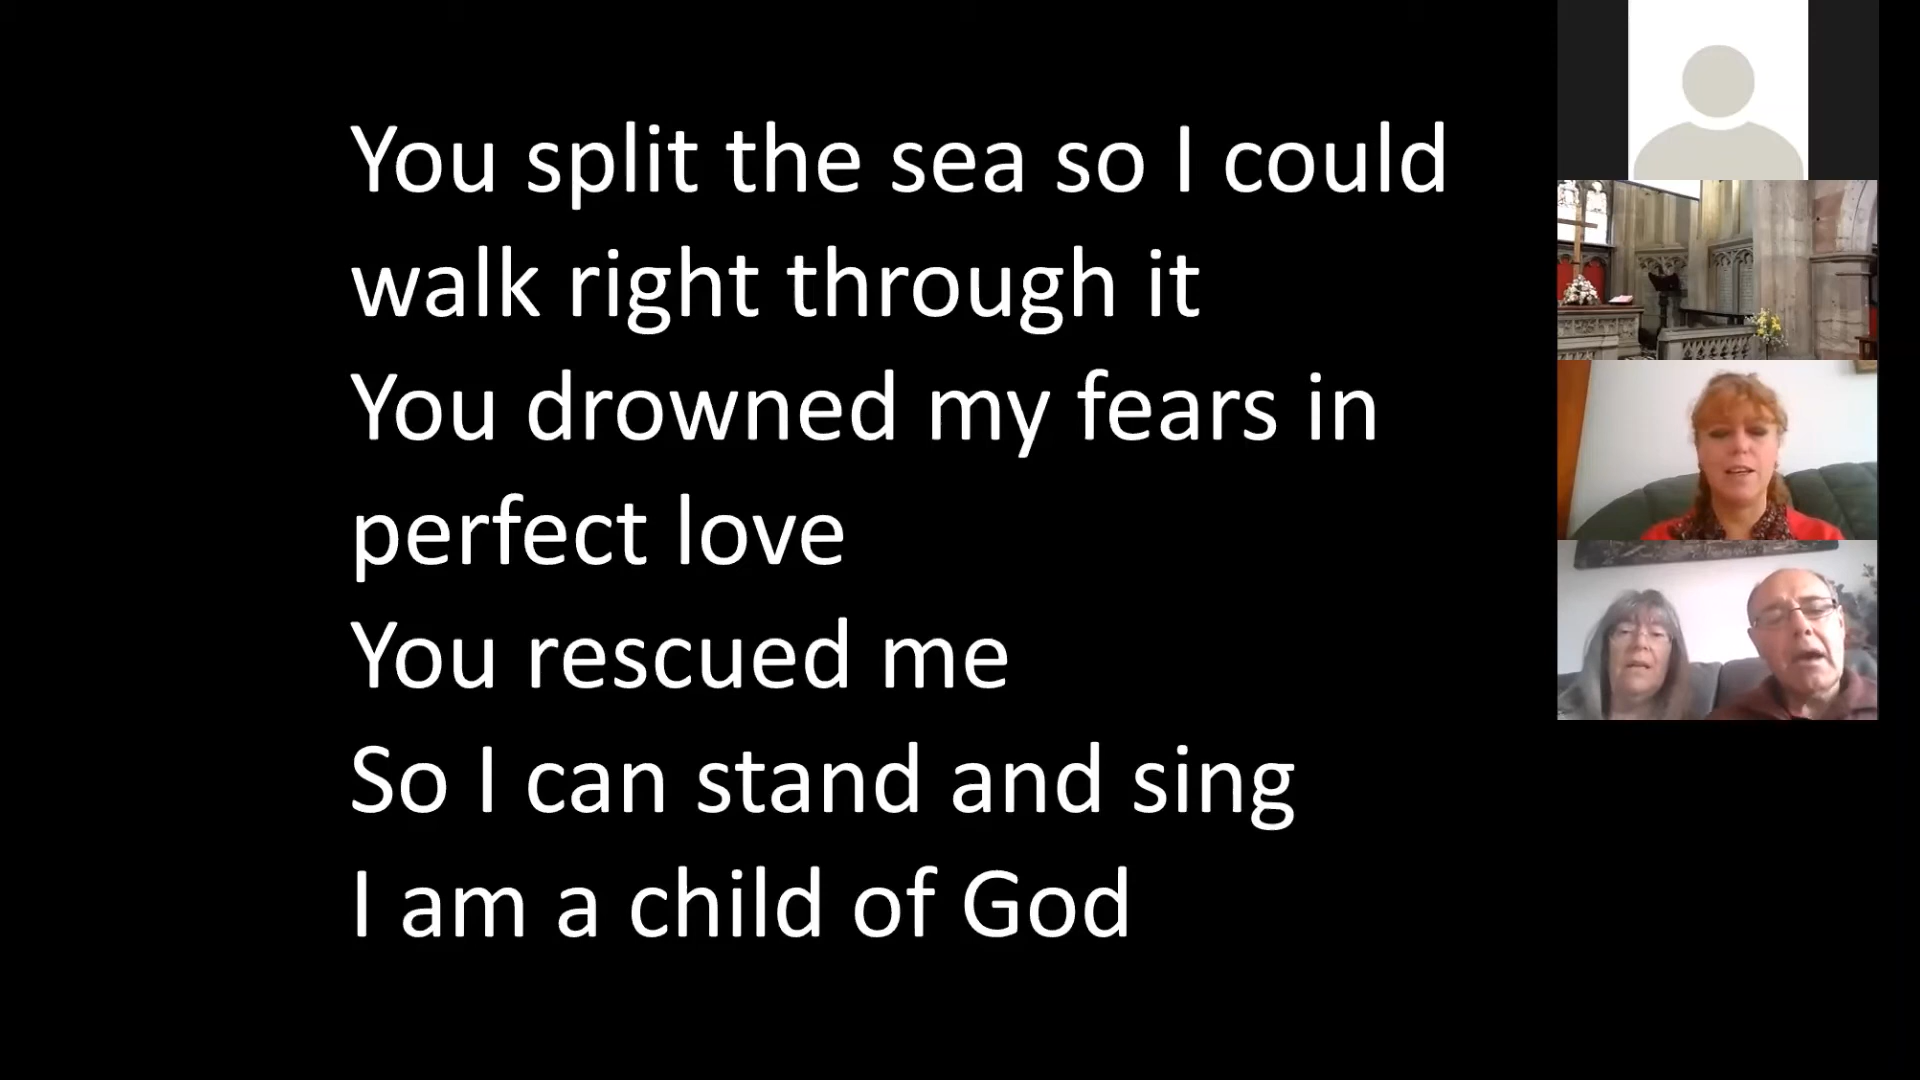 You split the sea so I could
walk right through it
You drowned my fears in
perfect love
You rescued me
So I can stand and sing
I am a child of God